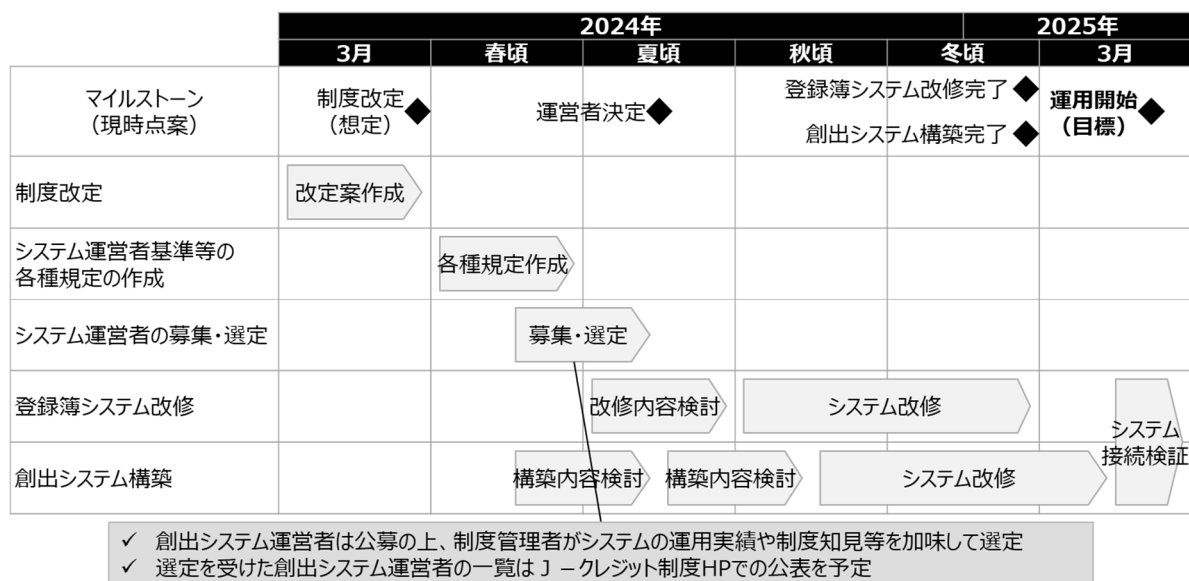 2024年
2025年
3月
春頃
夏頃
秋頃
冬頃
3月
マイルストーン
（現時点案）
制度改定
（想定）
運営者決定
登録簿システム改修完了
創出システム構築完了
運用開始
（目標）
制度改定
改定案作成
システム運営者基準等の
各種規定の作成
各種規定作成
システム運営者の募集・選定
募集・選定
登録簿システム改修
改修内容検討
システム改修
システム
接続検証
創出システム構築
構築内容検討
構築内容検討
システム改修
✓ 創出システム運営者は公募の上、制度管理者がシステムの運用実績や制度知見等を加味して選定
✓ 選定を受けた創出システム運営者の一覧はＪ－クレジット制度HPでの公表を予定